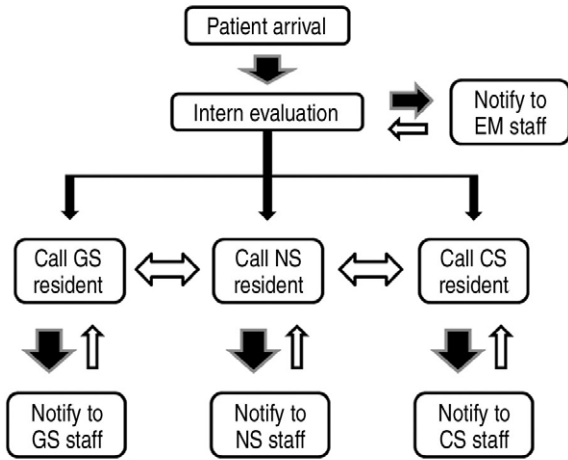 Patient arrival
Intern evaluation
Notify to
EM staff
Call GS
resident
Call NS
resident
Call CS
resident
Notify to
GS staff
Notify to
NS staff
Notify to
CS staff